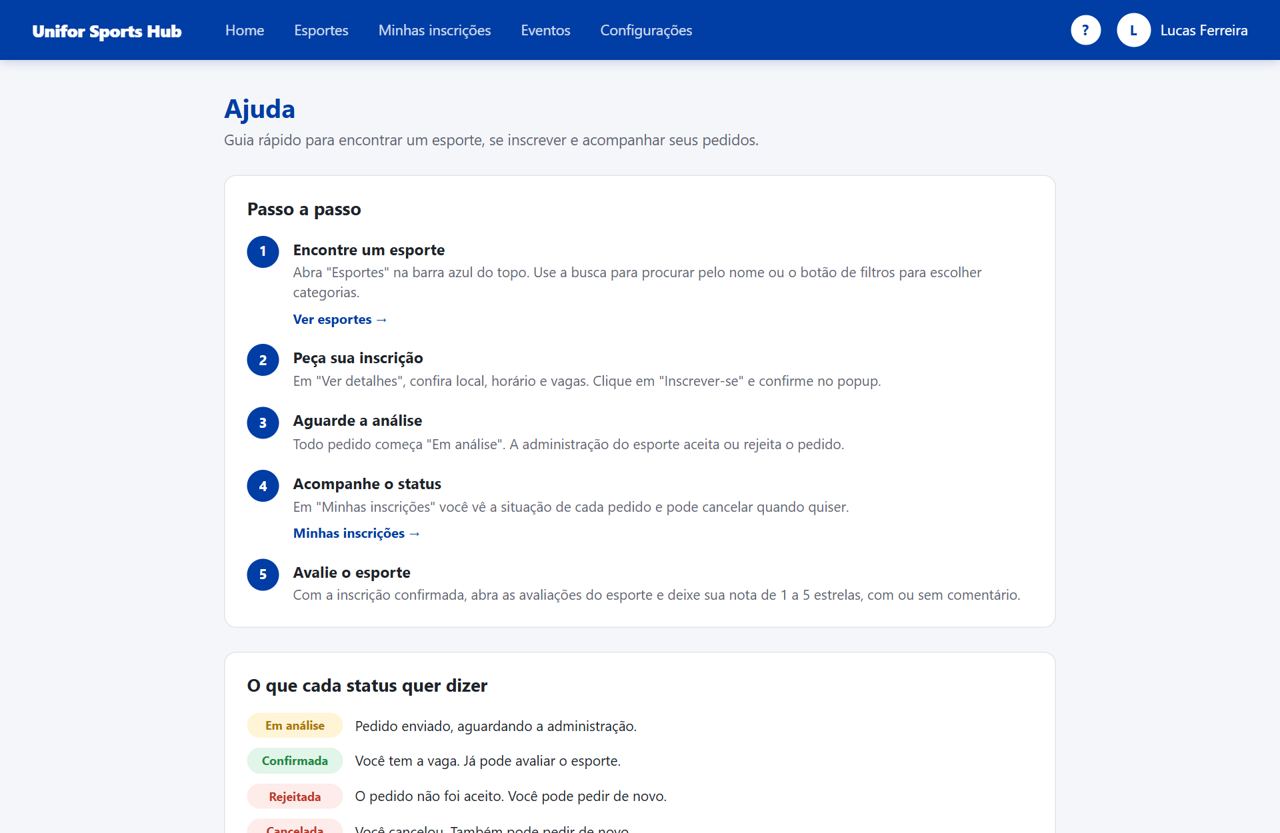 Unifor Sports Hub
Home
Esportes
Minhas inscrições
Eventos
Configurações
?
L
Lucas Ferreira
Ajuda
Guia rápido para encontrar um esporte, se inscrever e acompanhar seus pedidos.
Passo a passo
1
Encontre um esporte
Abra "Esportes" na barra azul do topo. Use a busca para procurar pelo nome ou o botão de filtros para escolher
categorias.
Ver esportes →
2
Peça sua inscrição
Em "Ver detalhes", confira local, horário e vagas. Clique em "Inscrever-se" e confirme no popup.
3
Aguarde a análise
Todo pedido começa "Em análise". A administração do esporte aceita ou rejeita o pedido.
4
Acompanhe o status
Em "Minhas inscrições" você vê a situação de cada pedido e pode cancelar quando quiser.
Minhas inscrições →
5
Avalie o esporte
Com a inscrição confirmada, abra as avaliações do esporte e deixe sua nota de 1 a 5 estrelas, com ou sem comentário.
O que cada status quer dizer
Em análise
Pedido enviado, aguardando a administração.
Confirmada
Você tem a vaga. Já pode avaliar o esporte.
Rejeitada
O pedido não foi aceito. Você pode pedir de novo.
Cancelada
Você cancelou. Também pode pedir de novo.